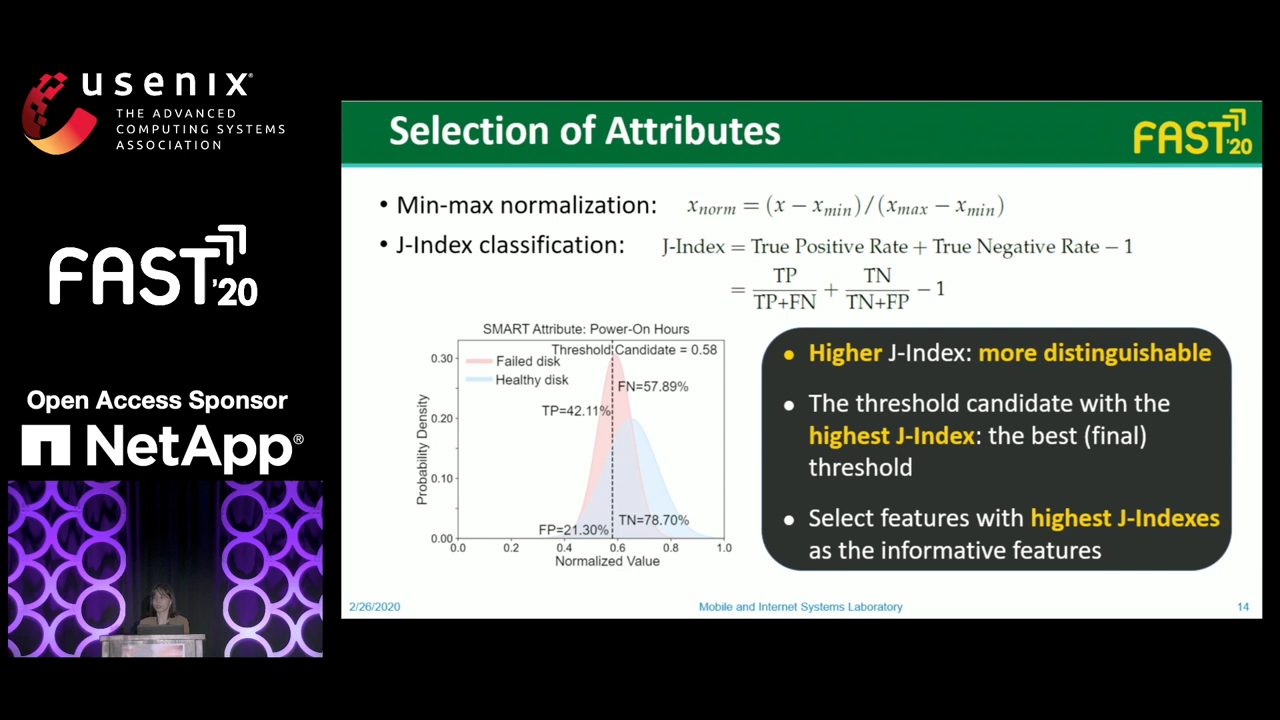 usenix
THE ADVANCED
COMPUTING SYSTEMS
ASSOCIATION
FAST'20
Open Access Sponsor
NetApp®
Selection of Attributes
FAST'20
• Min-max normalization: x_norm = (x − x_min)/(x_max − x_min)
• J-Index classification: J-Index = True Positive Rate + True Negative Rate − 1
= TP/(TP+FN) + TN/(TN+FP) − 1
SMART Attribute: Power-On Hours
Threshold Candidate = 0.58
Failed disk
Healthy disk
FN=57.89%
TP=42.11%
TN=78.70%
FP=21.30%
Probability Density
0.30
0.20
0.10
0.00
0.0 0.2 0.4 0.6 0.8 1.0
Normalized Value
• Higher J-Index: more distinguishable
• The threshold candidate with the
highest J-Index: the best (final)
threshold
• Select features with highest J-Indexes
as the informative features
2/26/2020
Mobile and Internet Systems Laboratory
14